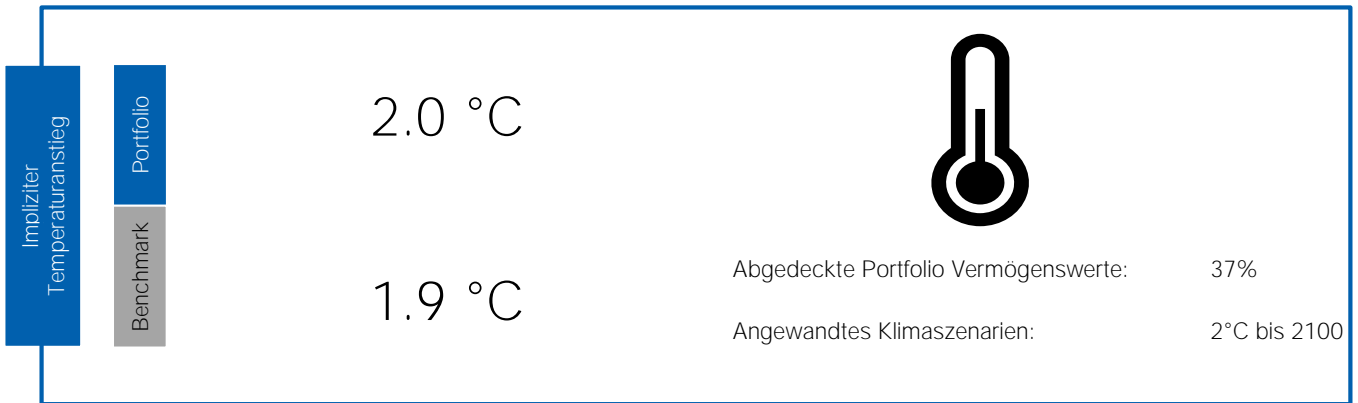 Impliziter
Temperaturanstieg
Portfolio
2.0 °C
Benchmark
1.9 °C
Abgedeckte Portfolio Vermögenswerte: 37%
Angewandtes Klimaszenarien: 2°C bis 2100